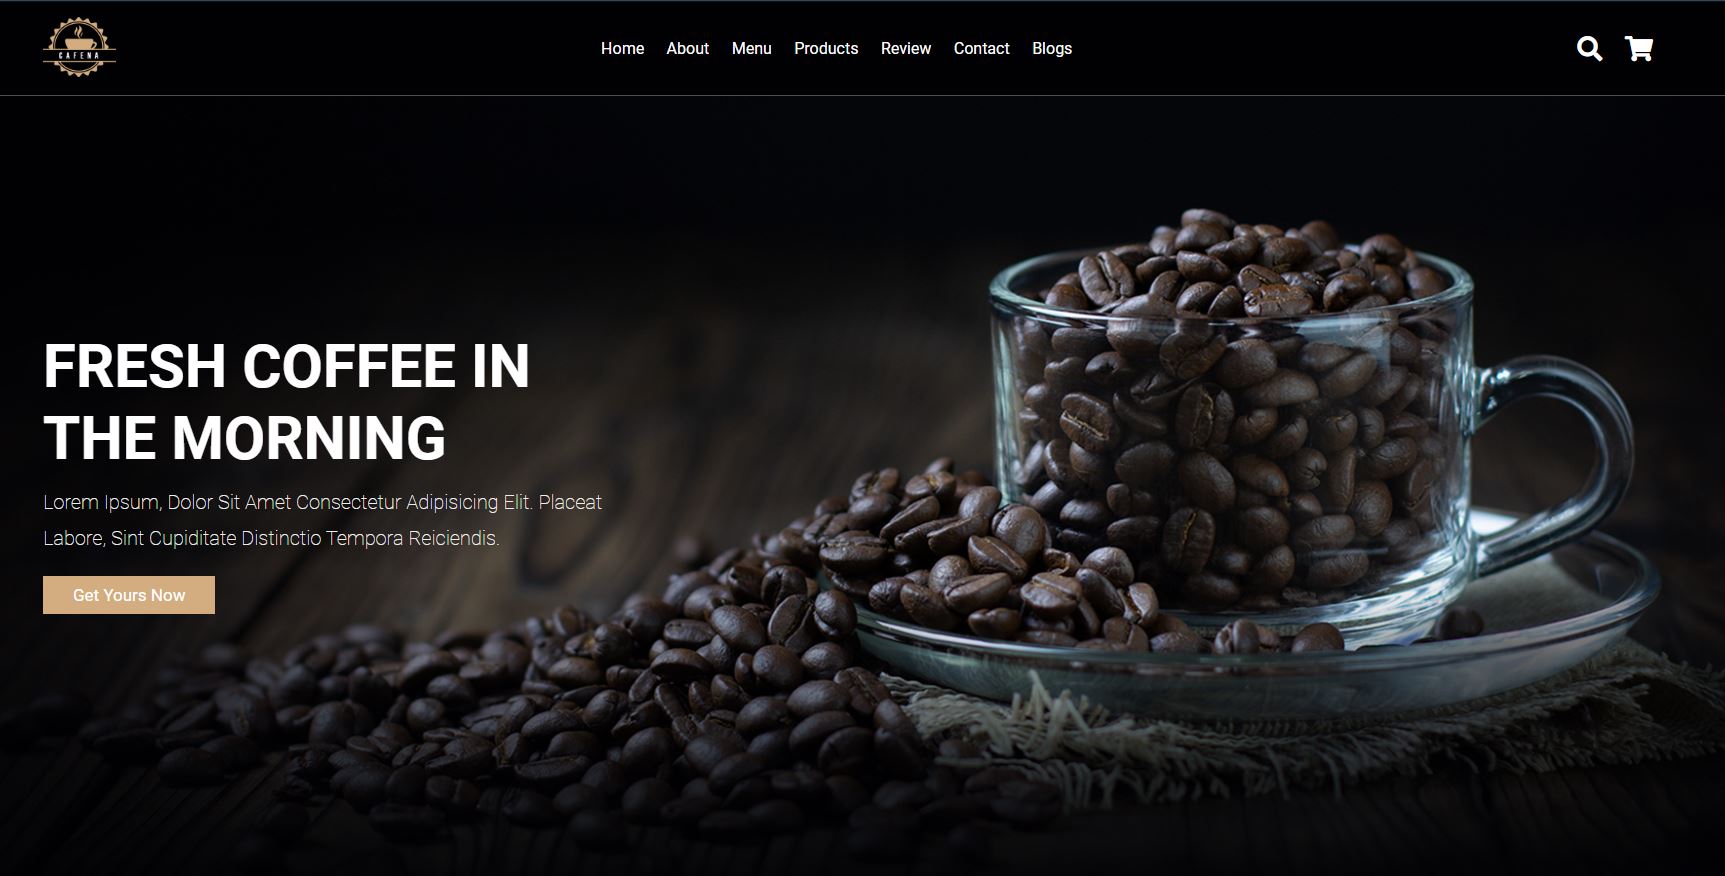 CAFENA
Home About Menu Products Review Contact Blogs
FRESH COFFEE IN
THE MORNING
Lorem Ipsum, Dolor Sit Amet Consectetur Adipisicing Elit. Placeat
Labore, Sint Cupiditate Distinctio Tempora Reiciendis.
Get Yours Now